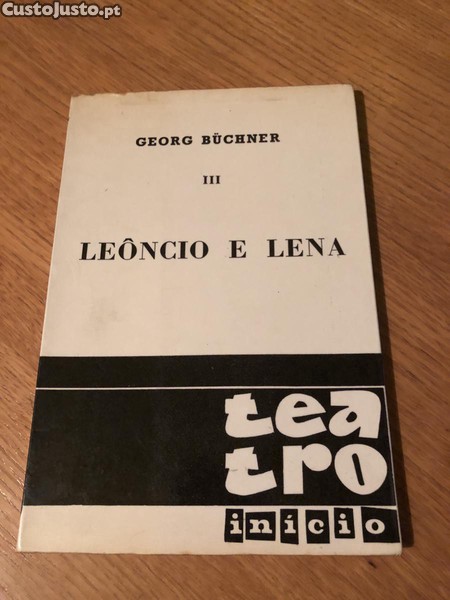 CustoJusto.pt
GEORG BÜCHNER
III
LEÔNCIO E LENA
tea
tro
início